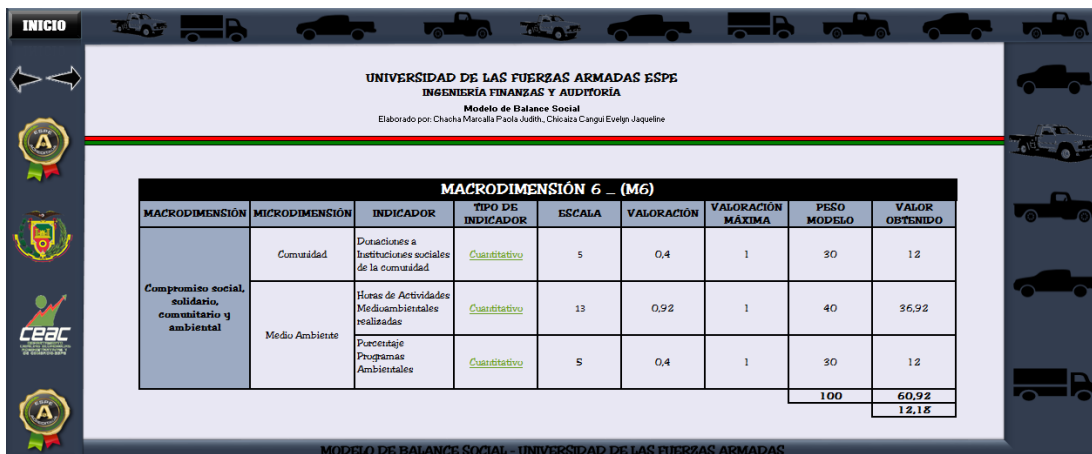 INICIO
UNIVERSIDAD DE LAS FUERZAS ARMADAS ESPE
INGENIERÍA FINANZAS Y AUDITORÍA
Modelo de Balance Social
Elaborado por: Chacha Marcalla Paola Judith., Chicaiza Cangui Evelyn Jaqueline
MACRODIMENSIÓN 6 _ (M6)
MACRODIMENSIÓN MICRODIMENSIÓN INDICADOR TIPO DE INDICADOR ESCALA VALORACIÓN VALORACIÓN MÁXIMA PESO MODELO VALOR OBTENIDO
Compromiso social, solidario, comunitario y ambiental
Comunidad
Donaciones a Instituciones sociales de la comunidad
Cuantitativo 5 0,4 1 30 12
Medio Ambiente
Horas de Actividades Medioambientales realizadas
Cuantitativo 13 0,92 1 40 36,92
Porcentaje Programas Ambientales
Cuantitativo 5 0,4 1 30 12
100 60,92
12,18
ESPE
A
CEAC
ESPE
A
MODELO DE BALANCE SOCIAL - UNIVERSIDAD DE LAS FUERZAS ARMADAS